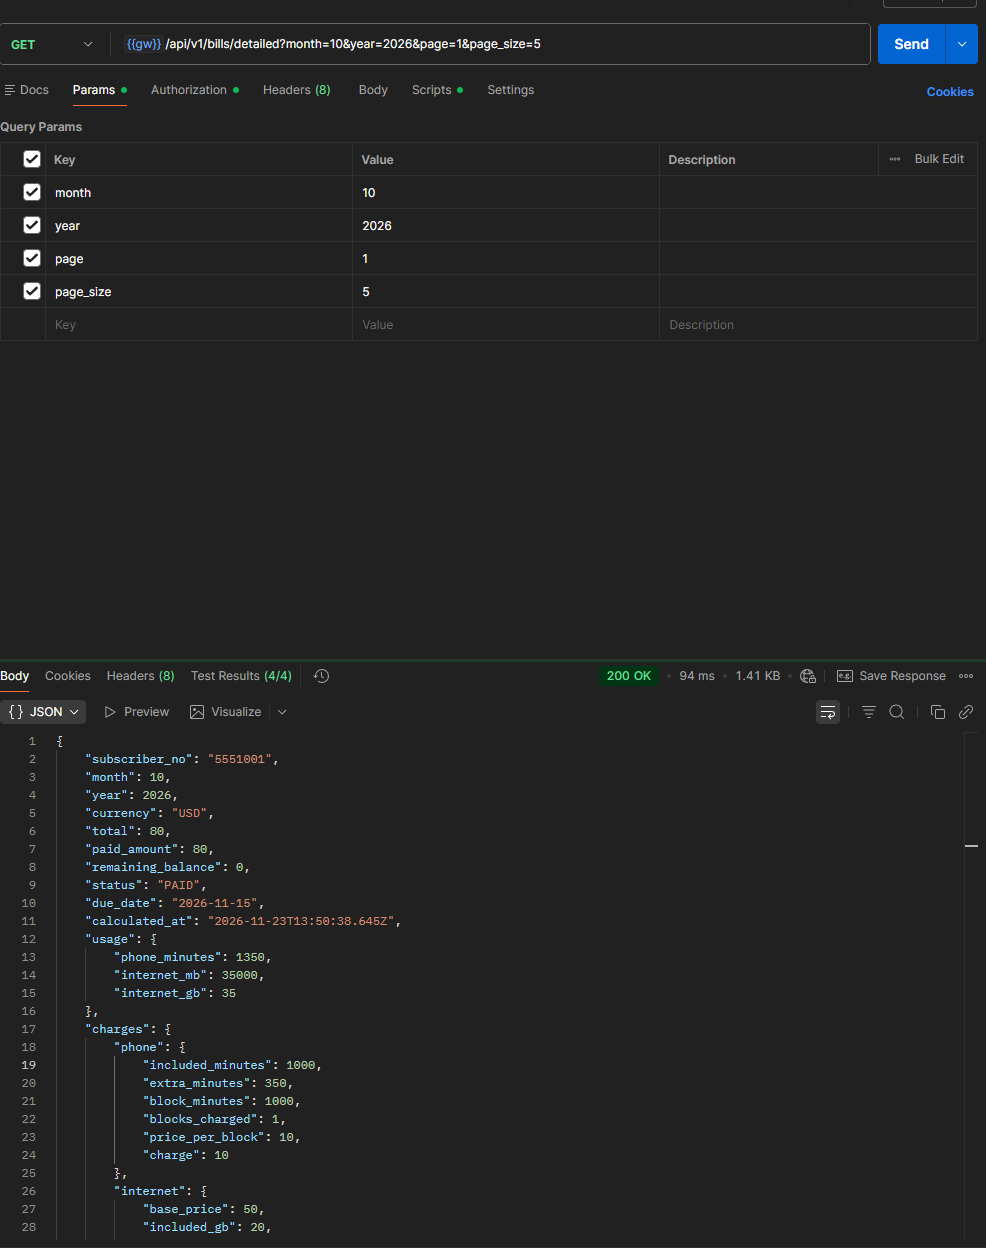 GET {{gw}} /api/v1/bills/detailed?month=10&year=2026&page=1&page_size=5 Send
Docs Params Authorization Headers (8) Body Scripts Settings Cookies
Query Params
Key Value Description ••• Bulk Edit
month 10
year 2026
page 1
page_size 5
Key Value Description
Body Cookies Headers (8) Test Results (4/4) 200 OK • 94 ms • 1.41 KB • e.g. Save Response •••
{} JSON Preview Visualize
1 {
2 "subscriber_no": "5551001",
3 "month": 10,
4 "year": 2026,
5 "currency": "USD",
6 "total": 80,
7 "paid_amount": 80,
8 "remaining_balance": 0,
9 "status": "PAID",
10 "due_date": "2026-11-15",
11 "calculated_at": "2026-11-23T13:50:38.645Z",
12 "usage": {
13 "phone_minutes": 1350,
14 "internet_mb": 35000,
15 "internet_gb": 35
16 },
17 "charges": {
18 "phone": {
19 "included_minutes": 1000,
20 "extra_minutes": 350,
21 "block_minutes": 1000,
22 "blocks_charged": 1,
23 "price_per_block": 10,
24 "charge": 10
25 },
26 "internet": {
27 "base_price": 50,
28 "included_gb": 20,